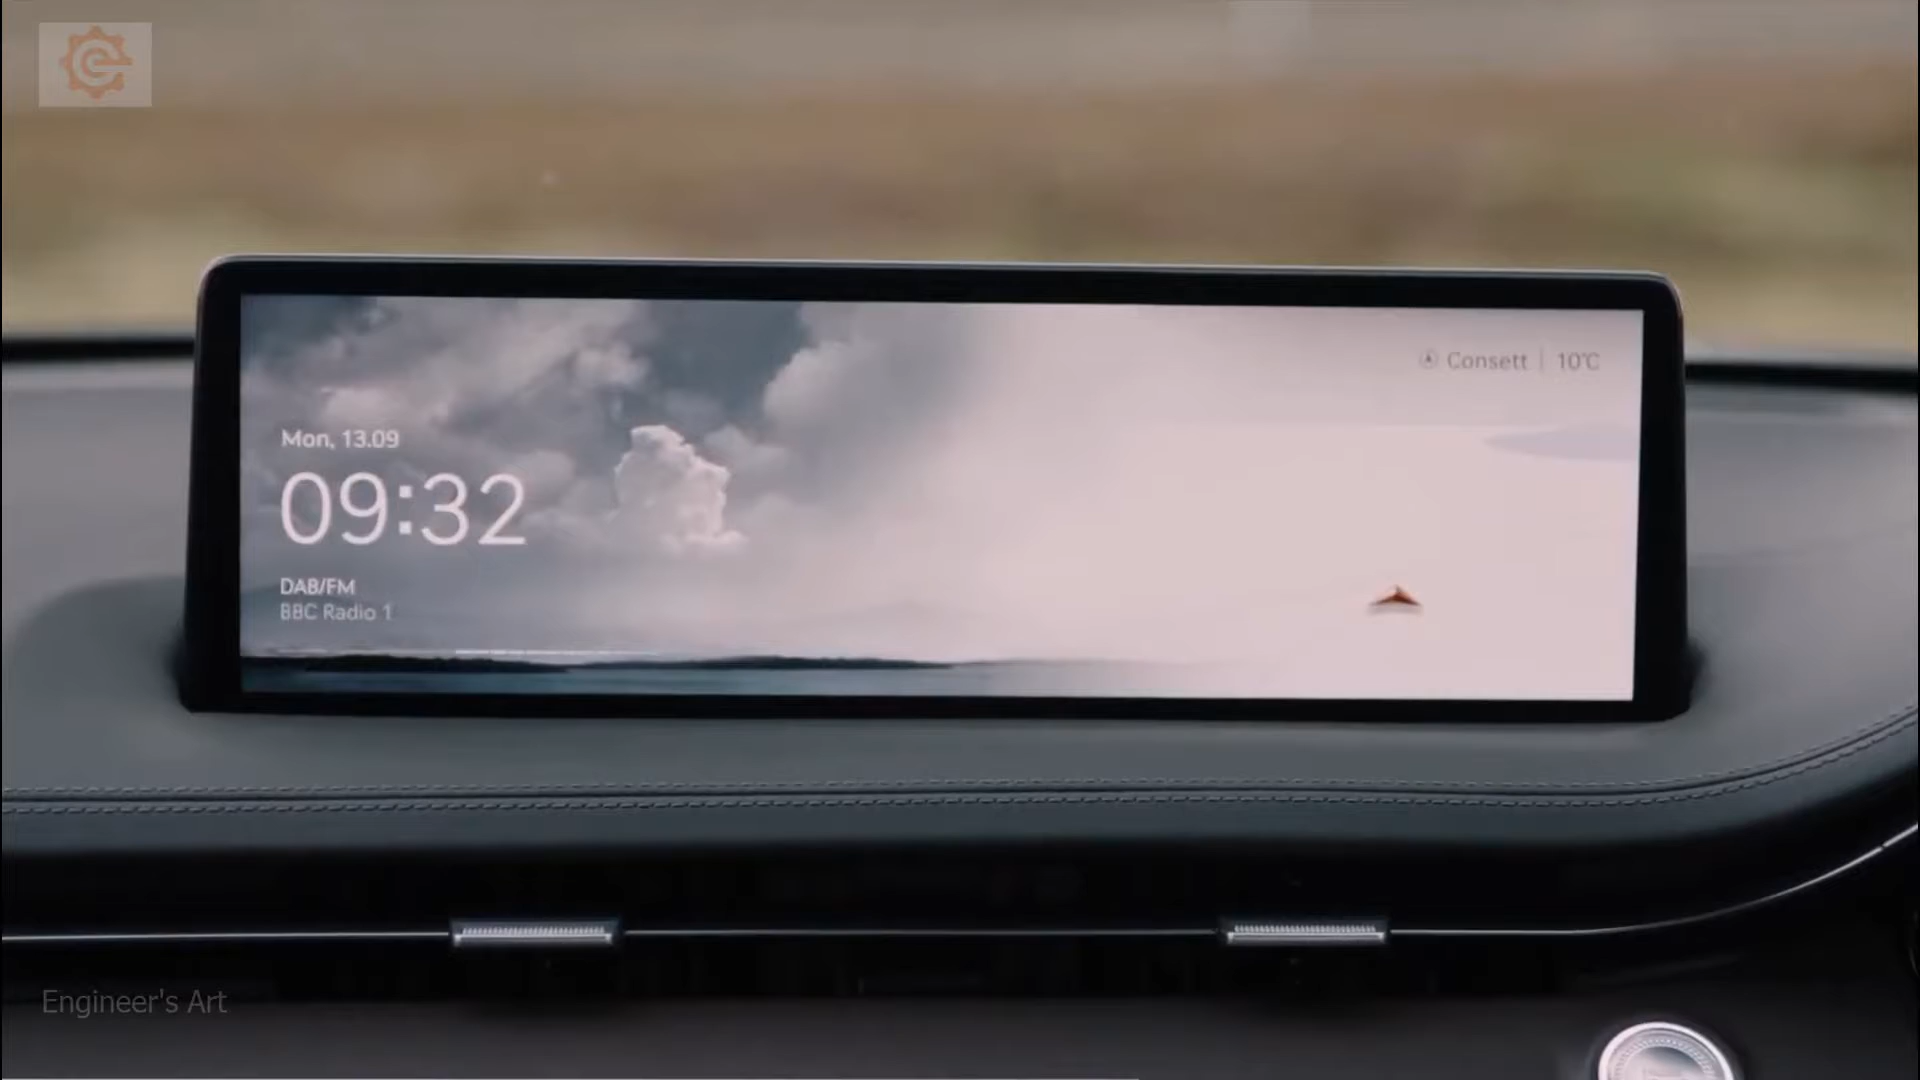 Consett | 10°C
Mon, 13.09
09:32
DAB/FM
BBC Radio 1
Engineer's Art